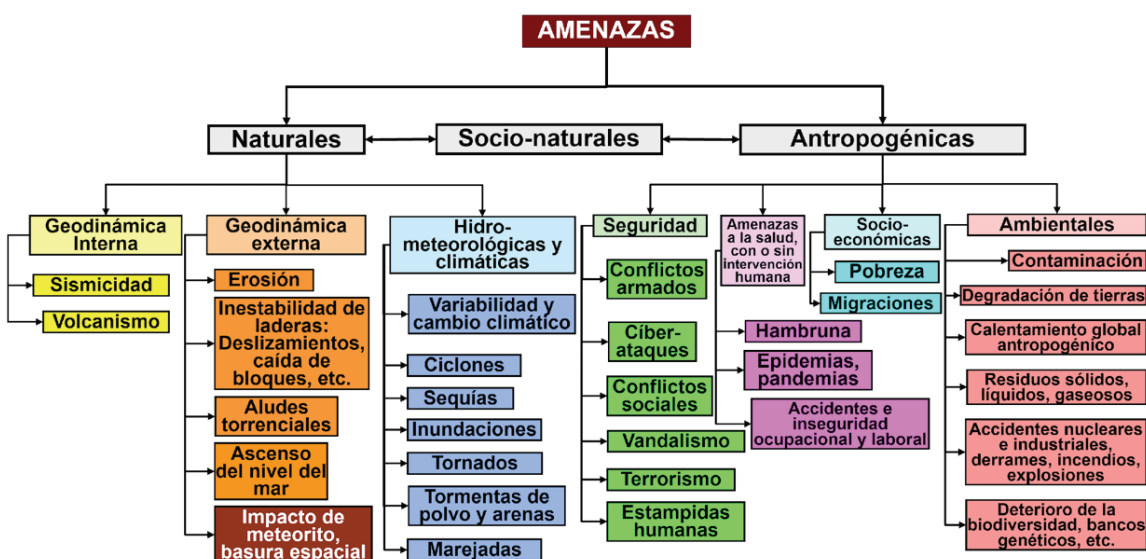 AMENAZAS
Naturales
Socio-naturales
Antropogénicas
Geodinámica
Interna
Sismicidad
Volcanismo
Geodinámica
externa
Erosión
Inestabilidad de
laderas:
Deslizamientos,
caída de
bloques, etc.
Aludes
torrenciales
Ascenso
del nivel del
mar
Impacto de
meteorito,
basura espacial
Hidro-
meteorológicas y
climáticas
Variabilidad y
cambio climático
Ciclones
Sequías
Inundaciones
Tornados
Tormentas de
polvo y arenas
Marejadas
Seguridad
Conflictos
armados
Cíber-
ataques
Conflictos
sociales
Vandalismo
Terrorismo
Estampidas
humanas
Amenazas
a la salud,
con o sin
intervención
humana
Hambruna
Epidemias,
pandemias
Accidentes e
inseguridad
ocupacional y laboral
Socio-
económicas
Pobreza
Migraciones
Ambientales
Contaminación
Degradación de tierras
Calentamiento global
antropogénico
Residuos sólidos,
líquidos, gaseosos
Accidentes nucleares
e industriales,
derrames, incendios,
explosiones
Deterioro de la
biodiversidad, bancos
genéticos, etc.